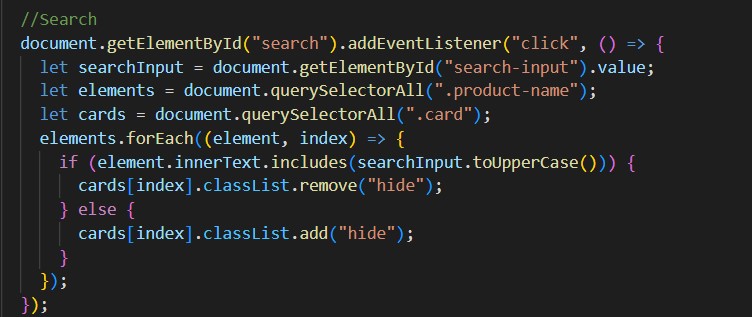 //Search
document.getElementById("search").addEventListener("click", () => {
  let searchInput = document.getElementById("search-input").value;
  let elements = document.querySelectorAll(".product-name");
  let cards = document.querySelectorAll(".card");
  elements.forEach((element, index) => {
    if (element.innerText.includes(searchInput.toUpperCase())) {
      cards[index].classList.remove("hide");
    } else {
      cards[index].classList.add("hide");
    }
  });
});